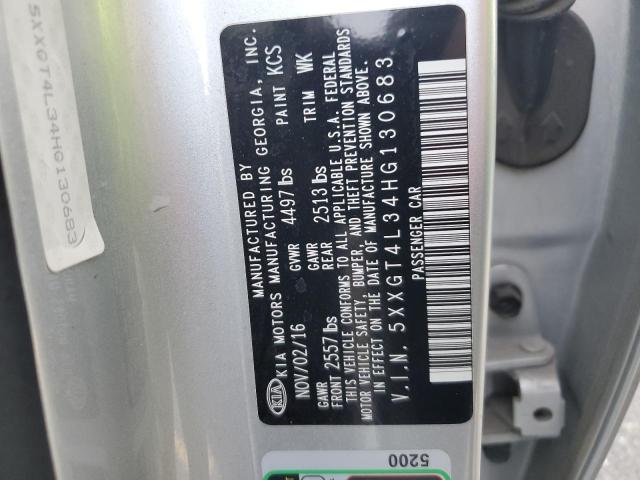 KIA
MANUFACTURED BY
KIA MOTORS MANUFACTURING GEORGIA, INC.
NOV/02/16 GVWR 4497 lbs PAINT KCS
GAWR FRONT 2557 lbs GAWR REAR 2513 lbs TRIM WK
THIS VEHICLE CONFORMS TO ALL APPLICABLE U.S.A. FEDERAL
MOTOR VEHICLE SAFETY, BUMPER, AND THEFT PREVENTION STANDARDS
IN EFFECT ON THE DATE OF MANUFACTURE SHOWN ABOVE.
V.I.N. 5XXGT4L34HG130683
PASSENGER CAR
5XXGT4L34HG130683
5200